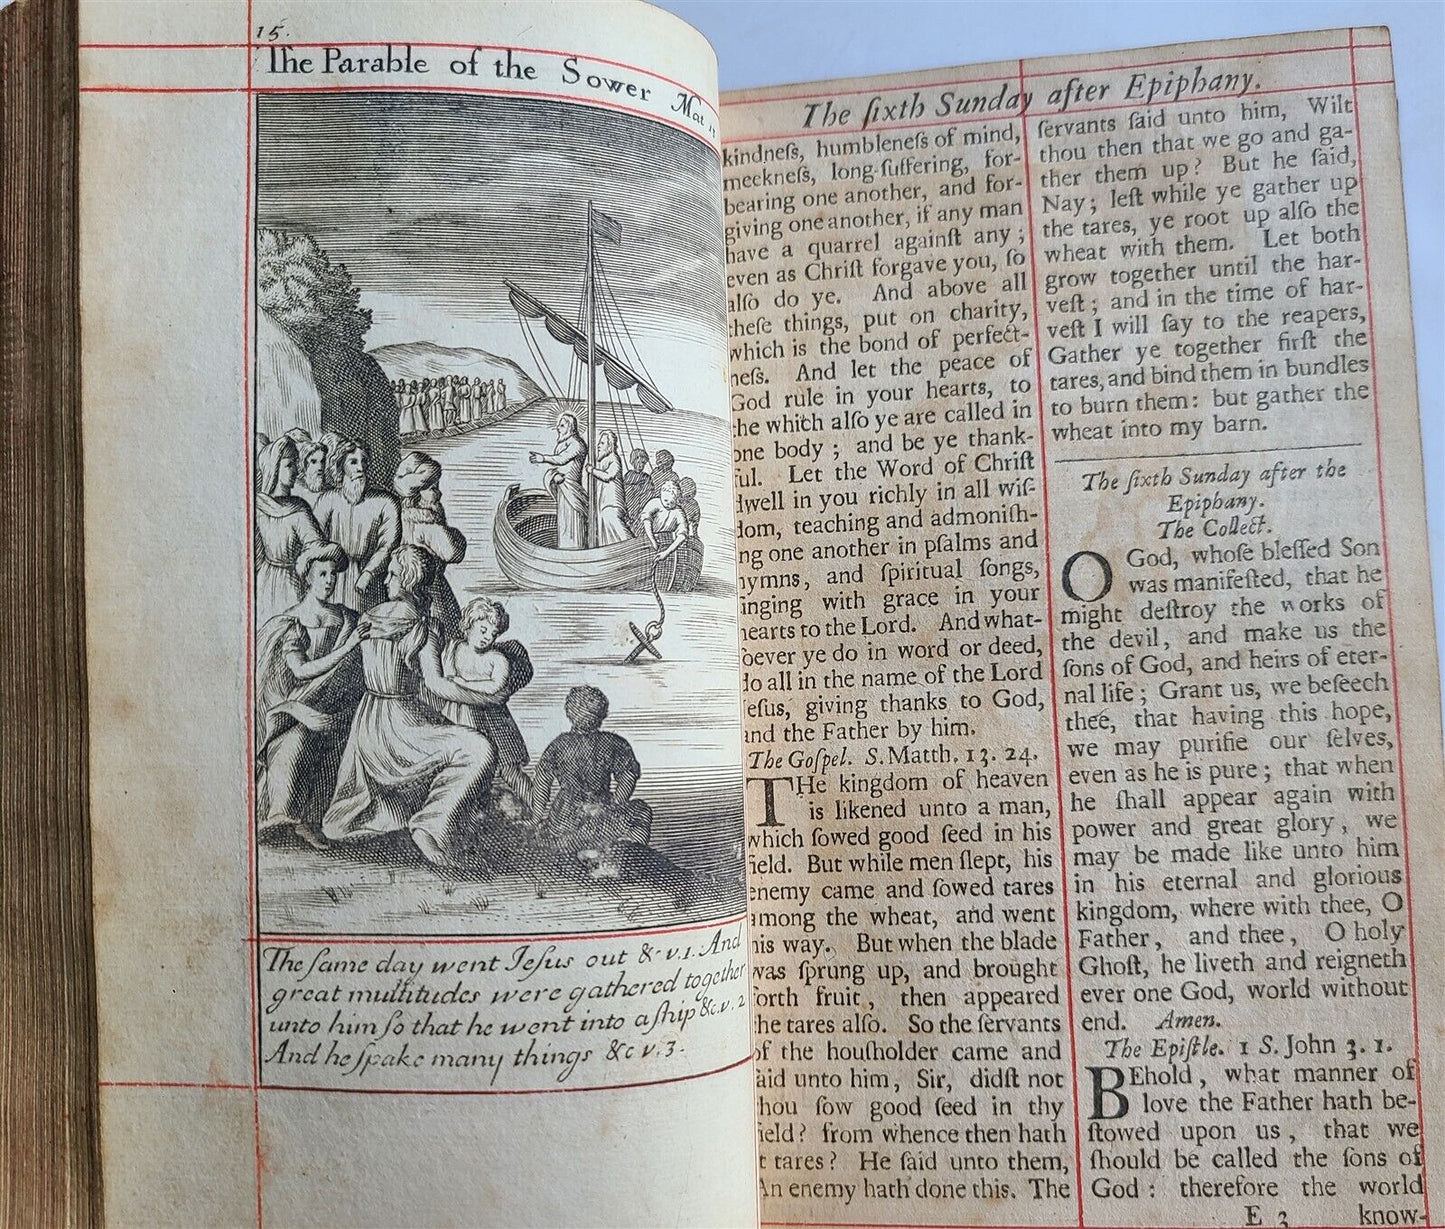 15.
The Parable of the Sower Mat 13
The ſame day went Jeſus out &c v.1. And
great multitudes were gathered together
unto him ſo that he went into a ſhip &c. v. 2
And he ſpake many things &c v. 3.
The ſixth Sunday after Epiphany.
kindneſs, humbleneſs of mind,
meekneſs, long-ſuffering, for-
bearing one another, and for-
giving one another, if any man
have a quarrel againſt any;
even as Chriſt forgave you, ſo
alſo do ye. And above all
theſe things, put on charity,
which is the bond of perfect-
neſs. And let the peace of
God rule in your hearts, to
the which alſo ye are called in
one body; and be ye thank-
ful. Let the Word of Chriſt
dwell in you richly in all wiſ-
dom, teaching and admoniſh-
ng one another in pſalms and
hymns, and ſpiritual ſongs,
ſinging with grace in your
hearts to the Lord. And what-
ſoever ye do in word or deed,
do all in the name of the Lord
Jeſus, giving thanks to God,
and the Father by him.
The Goſpel. S. Matth. 13. 24.
THe kingdom of heaven
is likened unto a man,
which ſowed good ſeed in his
field. But while men ſlept, his
enemy came and ſowed tares
among the wheat, and went
his way. But when the blade
was ſprung up, and brought
forth fruit, then appeared
the tares alſo. So the ſervants
of the houſholder came and
ſaid unto him, Sir, didſt not
thou ſow good ſeed in thy
field? from whence then hath
t tares? He ſaid unto them,
An enemy hath done this. The
ſervants ſaid unto him, Wilt
thou then that we go and ga-
ther them up? But he ſaid,
Nay; leſt while ye gather up
the tares, ye root up alſo the
wheat with them. Let both
grow together until the har-
veſt; and in the time of har-
veſt I will ſay to the reapers,
Gather ye together firſt the
tares, and bind them in bundles
to burn them: but gather the
wheat into my barn.
The ſixth Sunday after the
Epiphany.
The Collect.
O God, whoſe bleſſed Son
was manifeſted, that he
might deſtroy the works of
the devil, and make us the
ſons of God, and heirs of eter-
nal life; Grant us, we beſeech
thee, that having this hope,
we may purifie our ſelves,
even as he is pure; that when
he ſhall appear again with
power and great glory, we
may be made like unto him
in his eternal and glorious
kingdom, where with thee, O
Father, and thee, O holy
Ghoſt, he liveth and reigneth
ever one God, world without
end. Amen.
The Epiſtle. 1 S. John 3. 1.
BEhold, what manner of
love the Father hath be-
ſtowed upon us, that we
ſhould be called the ſons of
God: therefore the world
E 3 know-